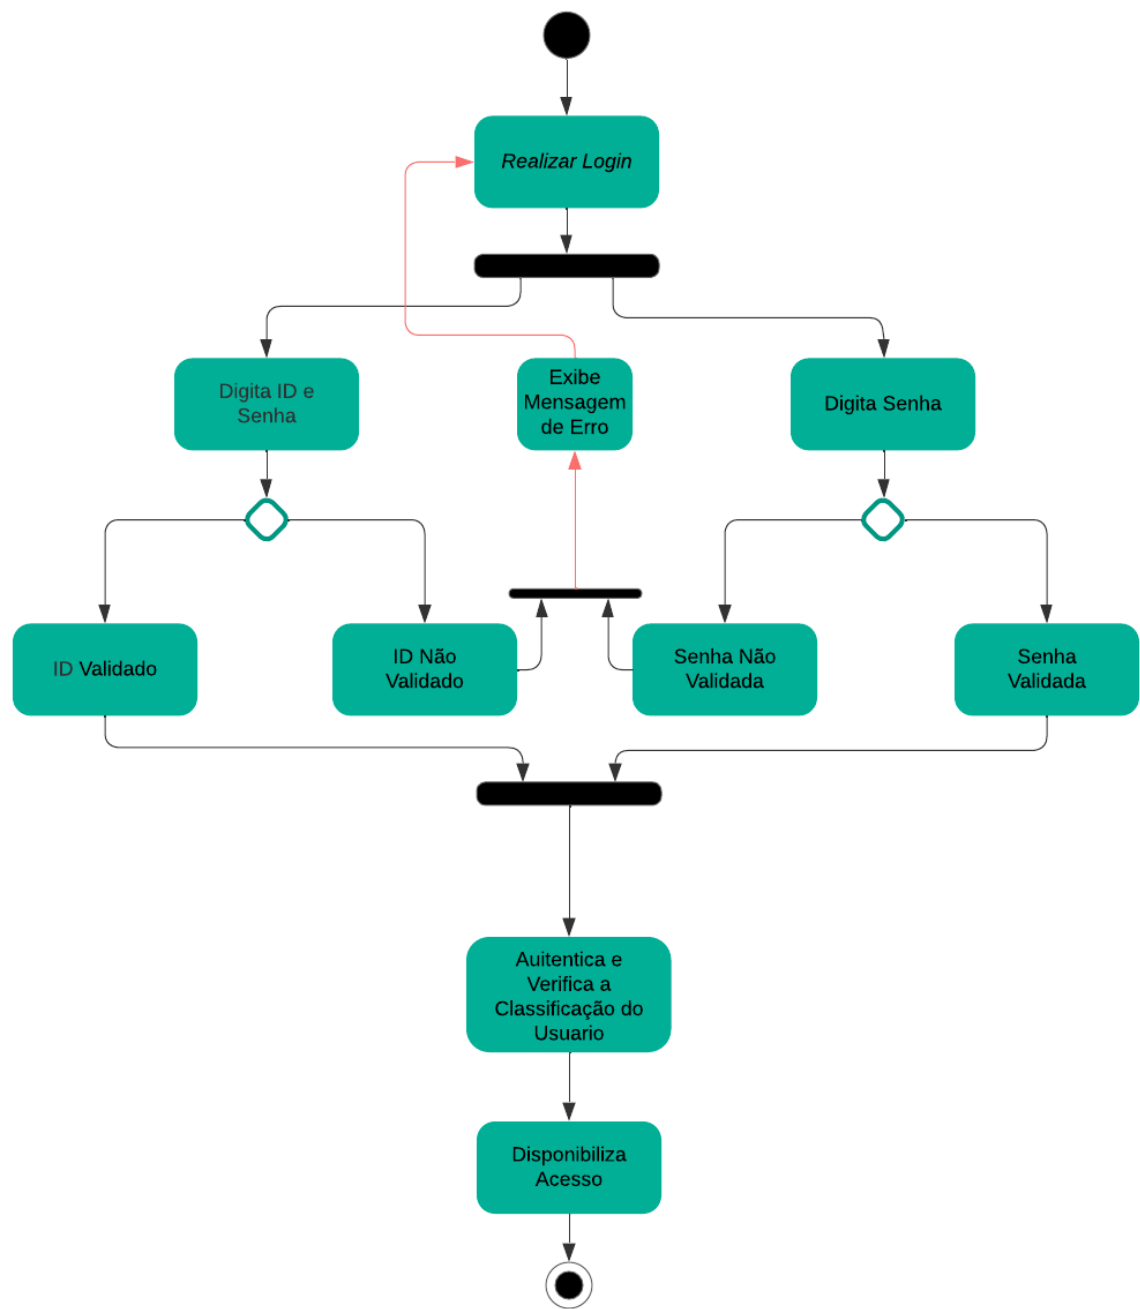 Realizar Login
Digita ID e
Senha
Exibe
Mensagem
de Erro
Digita Senha
ID Validado
ID Não
Validado
Senha Não
Validada
Senha
Validada
Auitentica e
Verifica a
Classificação do
Usuario
Disponibiliza
Acesso